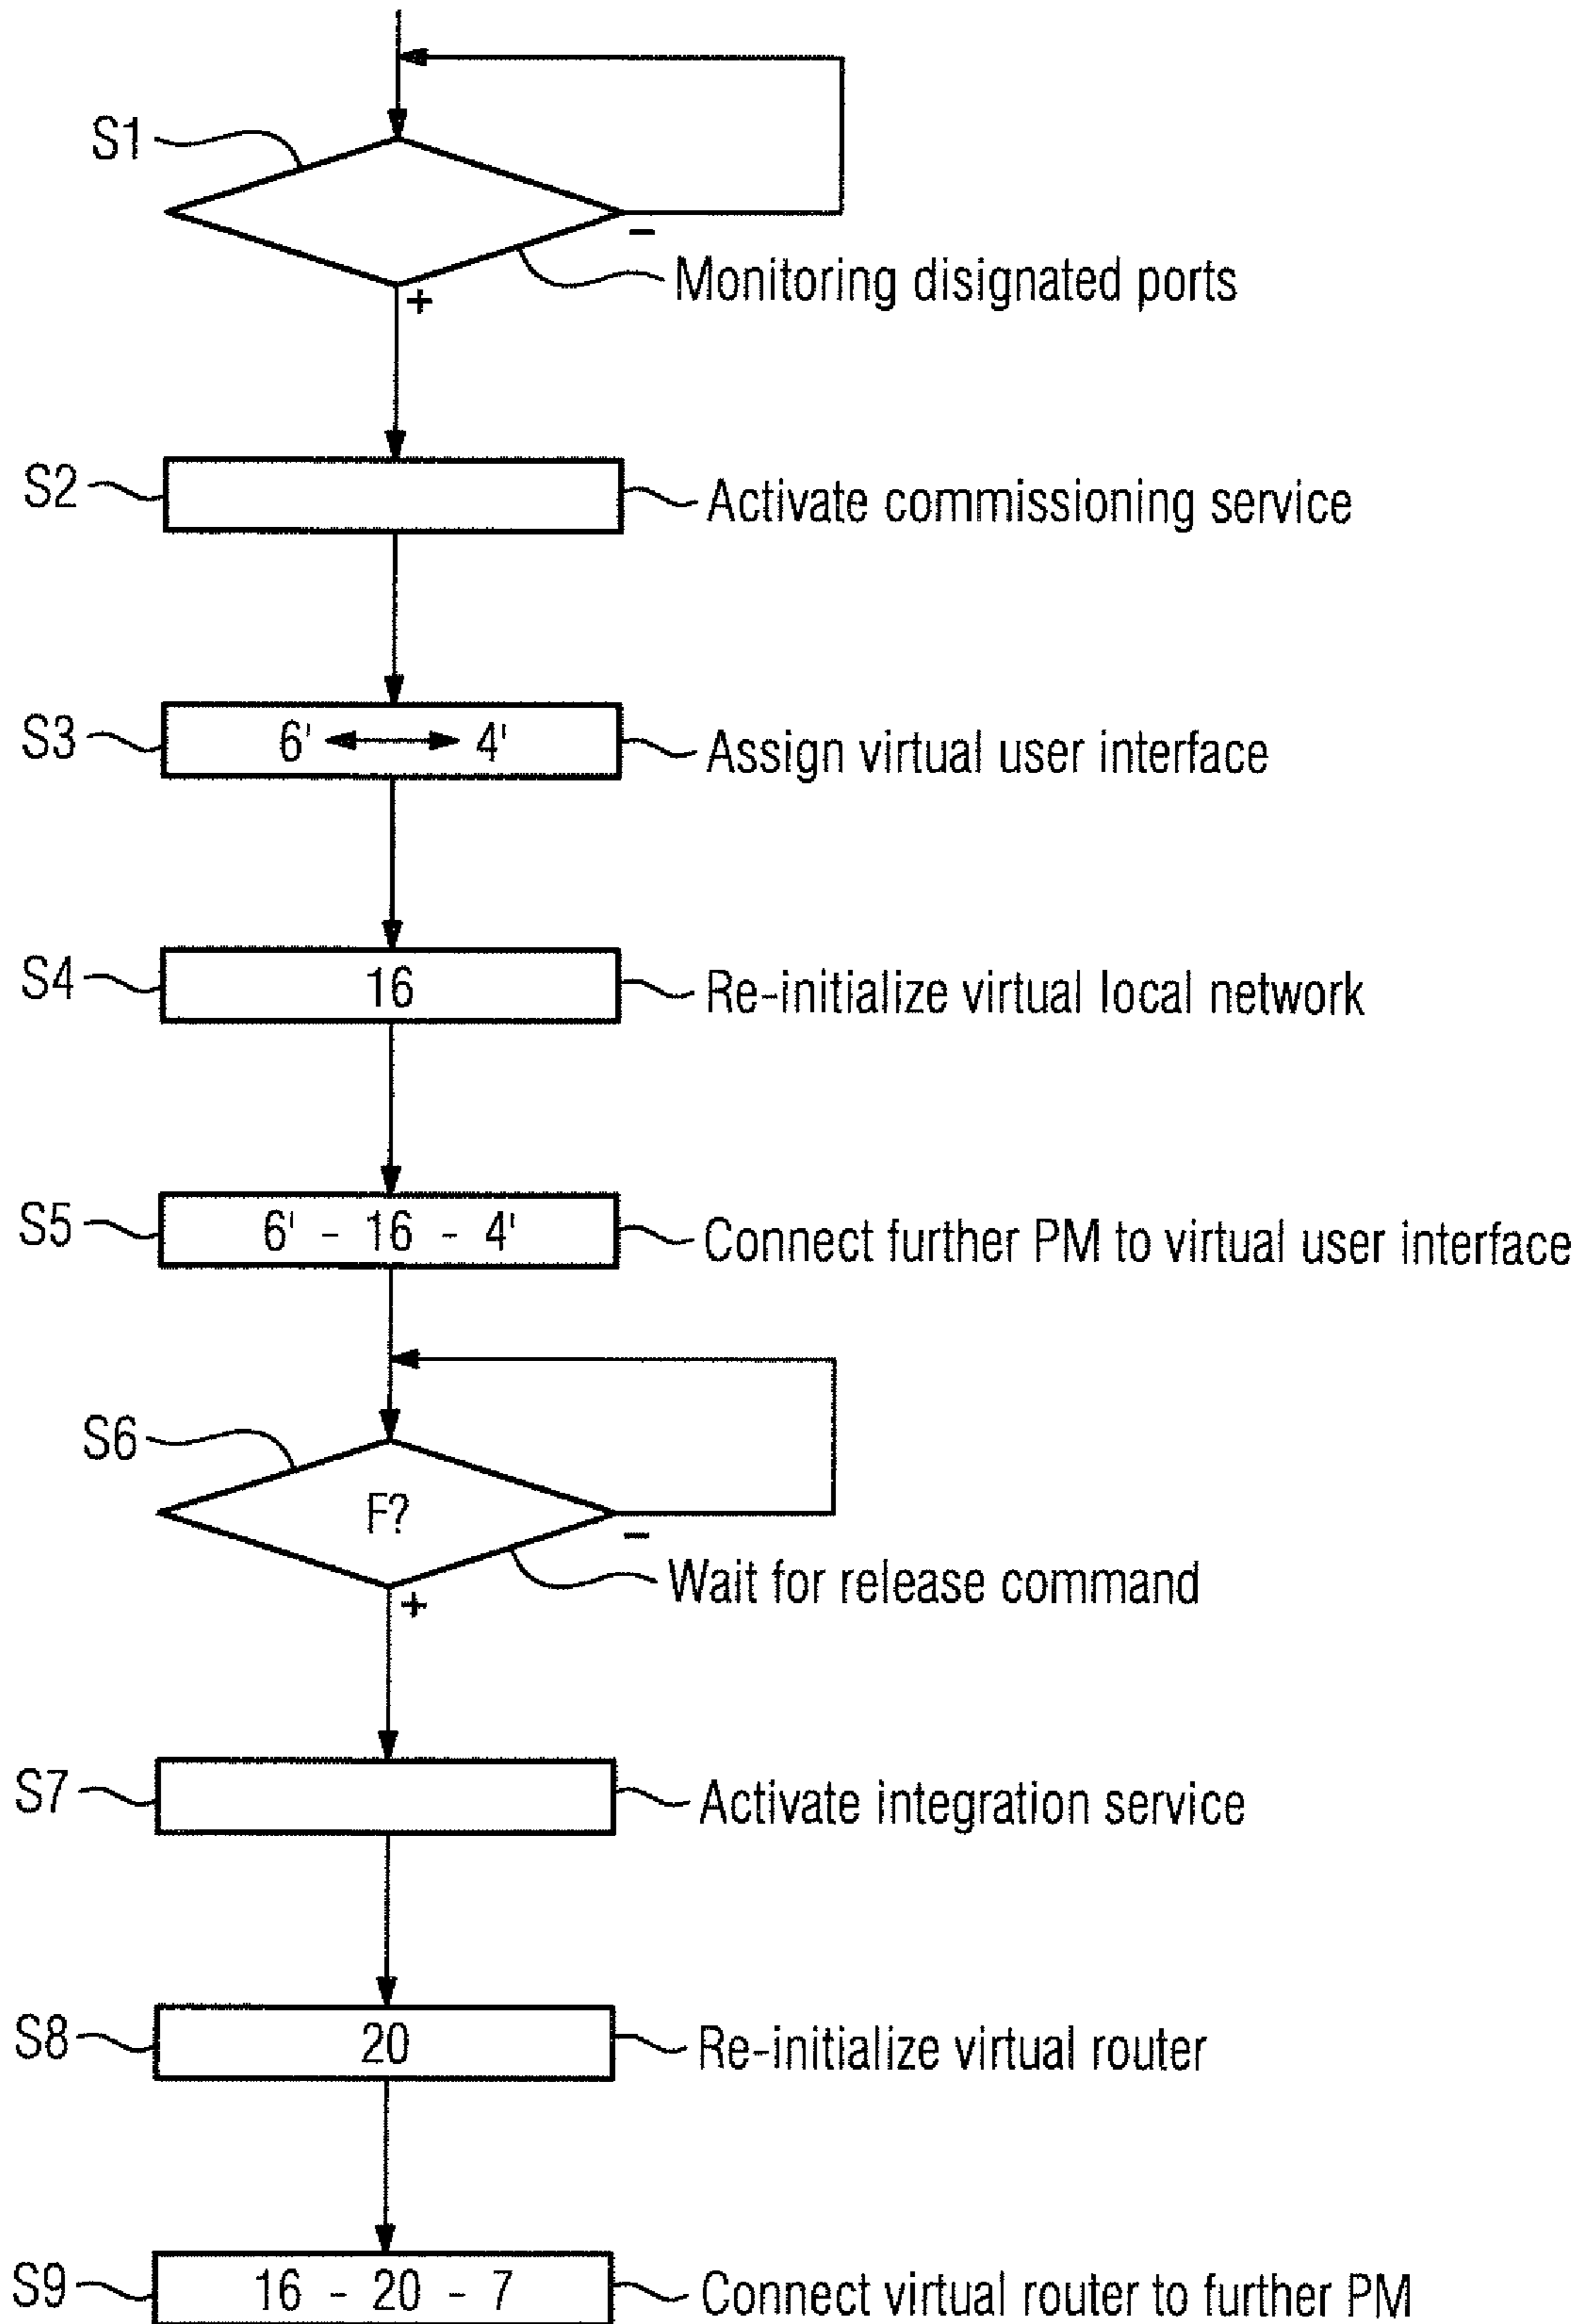 S1
-
Monitoring disignated ports
+
S2
Activate commissioning service
S3
6' 4'
Assign virtual user interface
S4
16
Re-initialize virtual local network
S5
6' - 16 - 4'
Connect further PM to virtual user interface
S6
F?
-
Wait for release command
+
S7
Activate integration service
S8
20
Re-initialize virtual router
S9
16 - 20 - 7
Connect virtual router to further PM